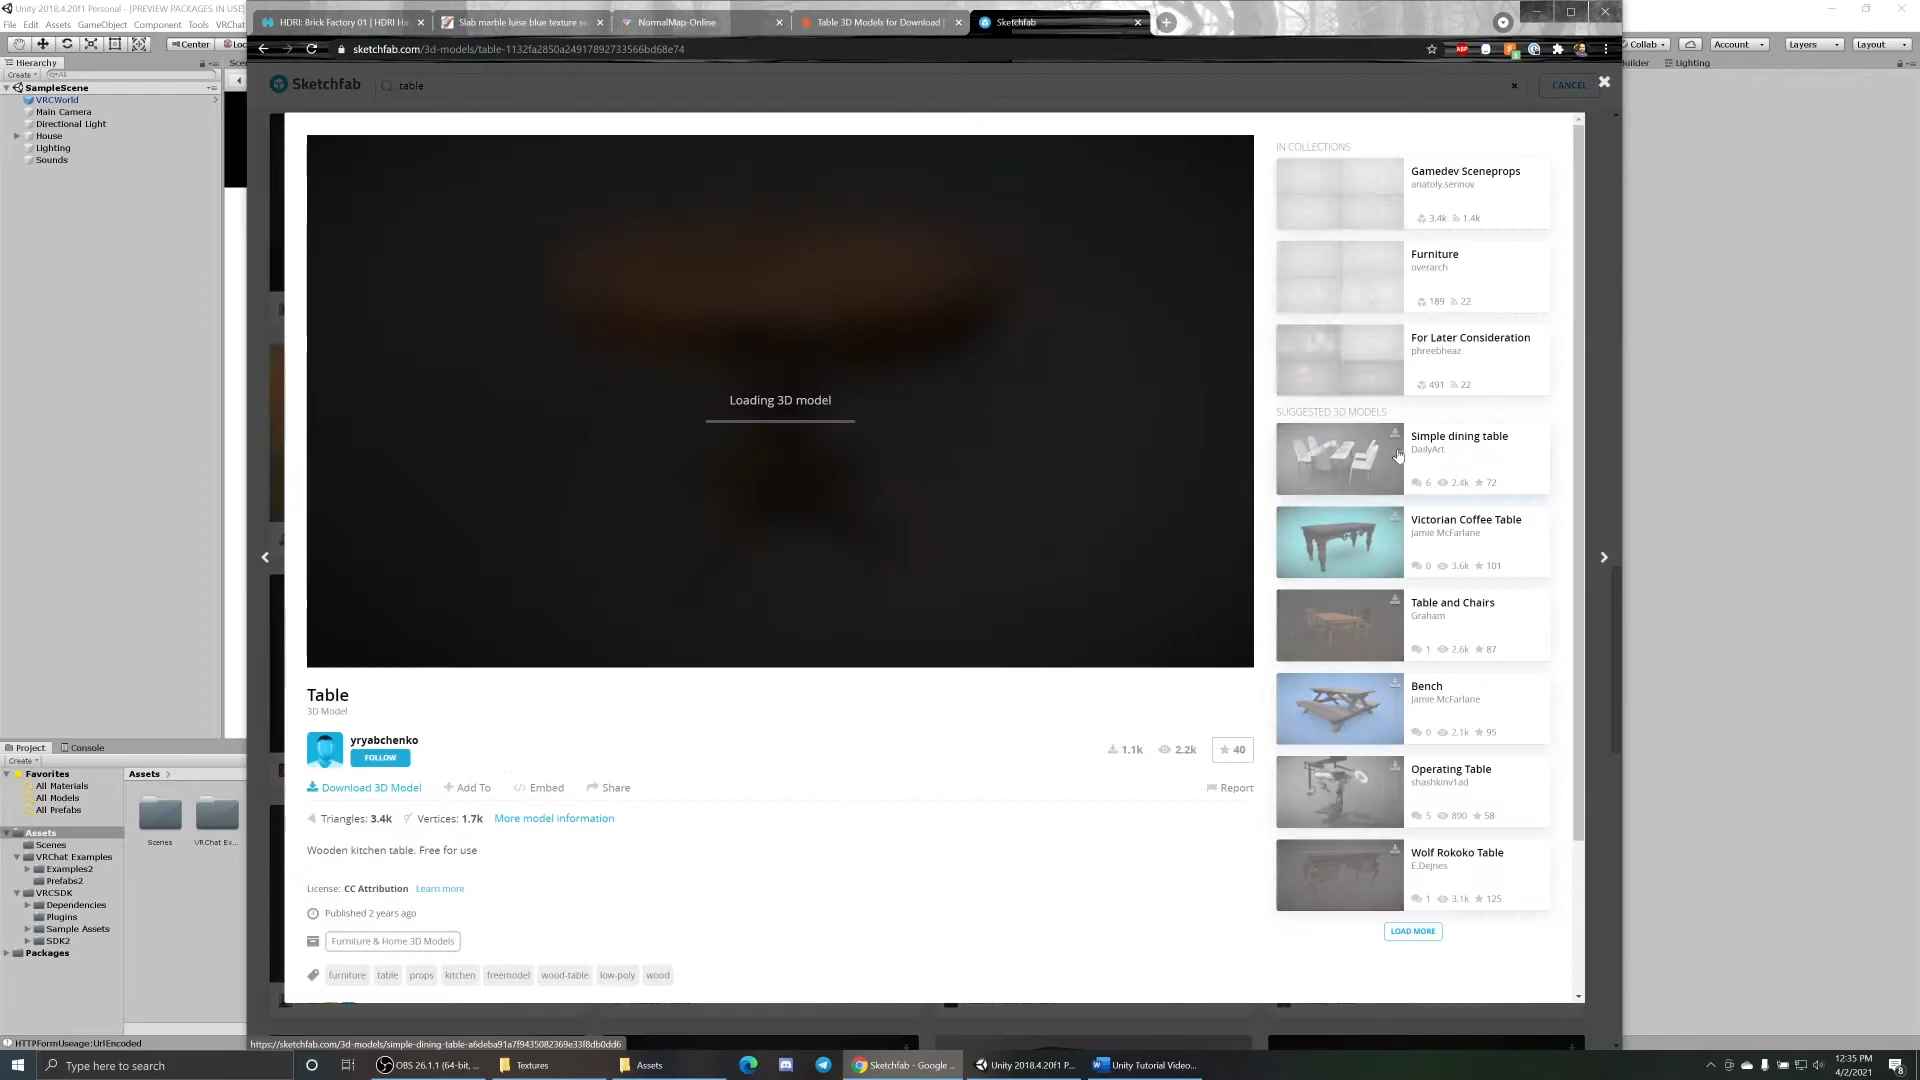 Unity 2018.4.20f1 Personal - [PREVIEW PACKAGES IN USE]
File Edit Assets GameObject Component Tools VRChat
Center
Loc
Hierarchy
Create
All
SampleScene
VRCWorld
Main Camera
Directional Light
House
Lighting
Sounds
Project
Console
Create
Favorites
All Materials
All Models
All Prefabs
Assets
Scenes
VRChat Examples
Examples2
Prefabs2
VRCSDK
Dependencies
Plugins
Sample Assets
SDK2
Packages
Assets
Scenes
VRChat Ex...
HTTPFormUseage:UrlEncoded
HDRI: Brick Factory 01 | HDRI Ha
Slab marble luise blue texture se
NormalMap-Online
Table 3D Models for Download |
Sketchfab
sketchfab.com/3d-models/table-1132fa2850a24917892733566bd68e74
ABP
Sketchfab
table
CANCEL
Collab
Account
Layers
Layout
uilder
Lighting
Loading 3D model
Table
3D Model
yryabchenko
FOLLOW
1.1k
2.2k
40
Download 3D Model
Add To
Embed
Share
Report
Triangles: 3.4k
Vertices: 1.7k
More model information
Wooden kitchen table. Free for use
License: CC Attribution Learn more
Published 2 years ago
Furniture & Home 3D Models
furniture table props kitchen freemodel wood-table low-poly wood
IN COLLECTIONS
Gamedev Sceneprops
anatoly.sennov
3.4k 1.4k
Furniture
overarch
189 22
For Later Consideration
phreebheaz
491 22
SUGGESTED 3D MODELS
Simple dining table
DailyArt
6 2.4k 72
Victorian Coffee Table
Jamie McFarlane
0 3.6k 101
Table and Chairs
Graham
1 2.6k 87
Bench
Jamie McFarlane
0 2.1k 95
Operating Table
shashkinv1ad
5 890 58
Wolf Rokoko Table
E.Dejnes
1 3.1k 125
LOAD MORE
https://sketchfab.com/3d-models/simple-dining-table-a6deba91a7f9435082369e33f8db0dd6
Type here to search
OBS 26.1.1 (64-bit, ...
Textures
Assets
Sketchfab - Google ...
Unity 2018.4.20f1 P...
Unity Tutorial Video...
12:35 PM
4/2/2021